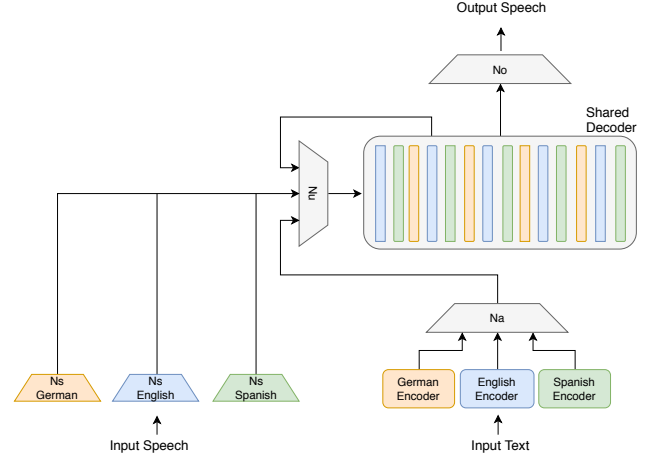 Output Speech
No
Shared
Decoder
Nu
Na
Ns
German
Ns
English
Ns
Spanish
German
Encoder
English
Encoder
Spanish
Encoder
Input Speech
Input Text